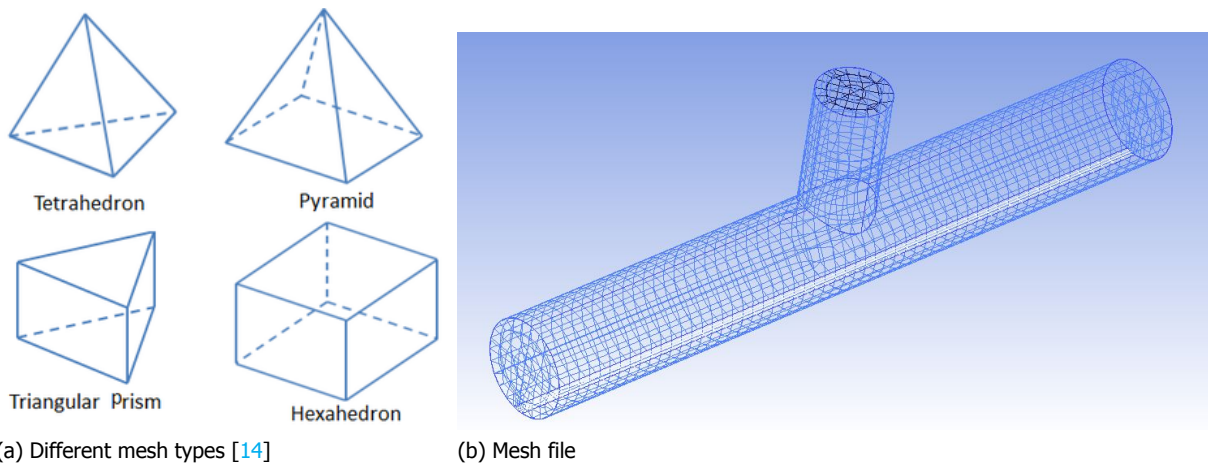 Tetrahedron
Pyramid
Triangular Prism
Hexahedron
(a) Different mesh types [14]
(b) Mesh file